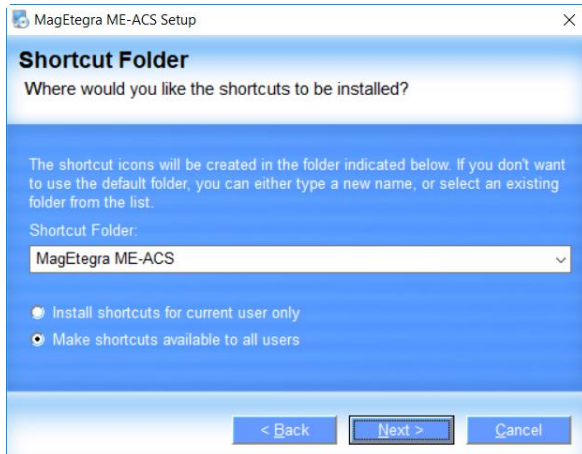 MagEtegra ME-ACS Setup
Shortcut Folder
Where would you like the shortcuts to be installed?
The shortcut icons will be created in the folder indicated below. If you don't want
to use the default folder, you can either type a new name, or select an existing
folder from the list.
Shortcut Folder:
MagEtegra ME-ACS
Install shortcuts for current user only
Make shortcuts available to all users
< Back Next > Cancel